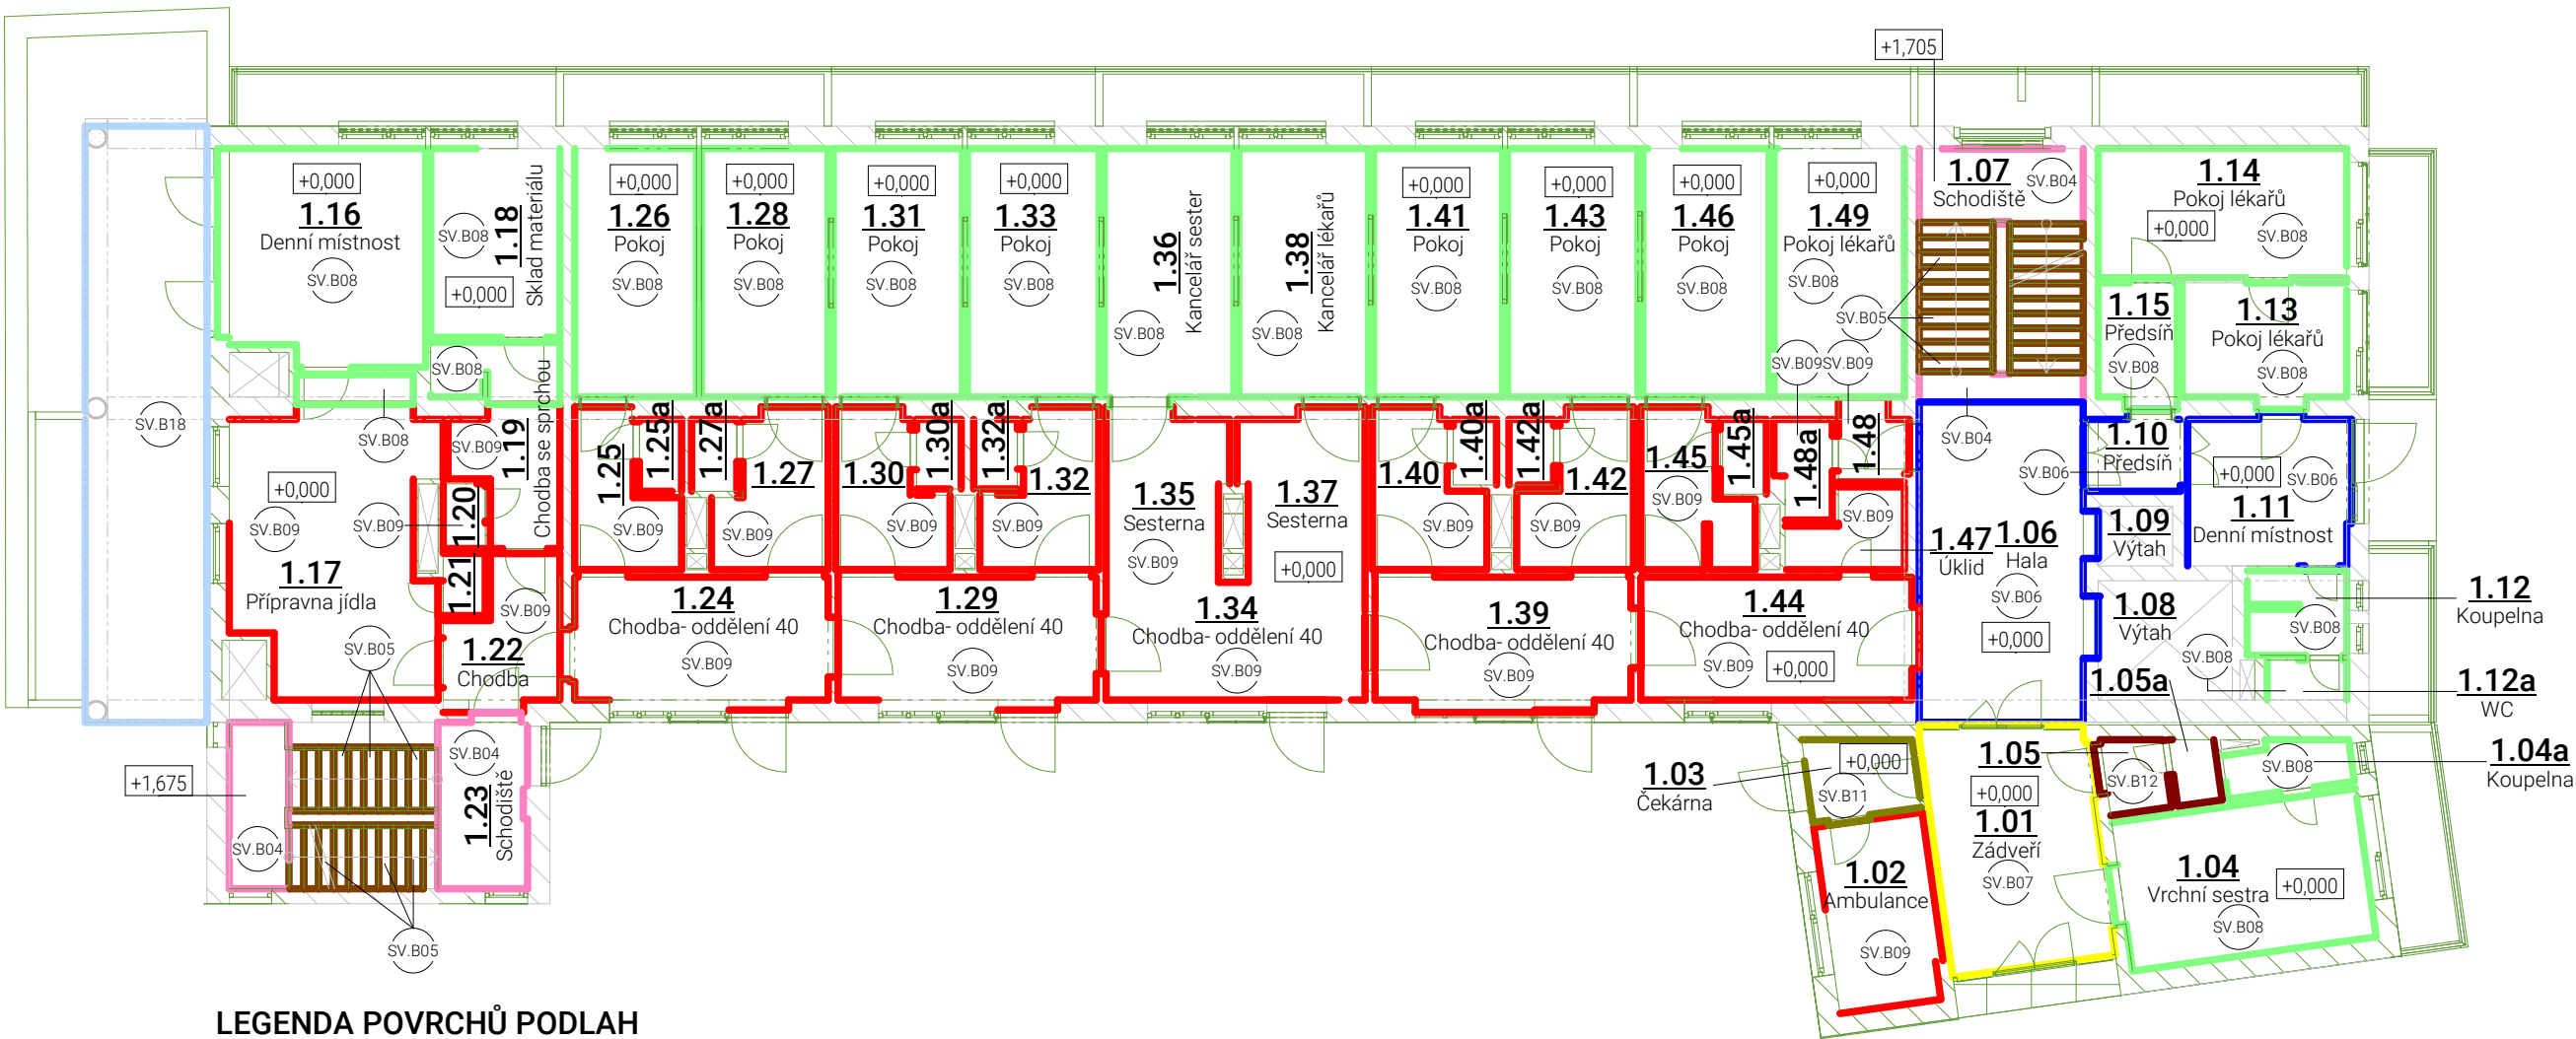 +1,705
+0,000
1.16
Denní místnost
SV.B08
SV.B08
1.18
Sklad materiálu
+0,000
+0,000
1.26
Pokoj
SV.B08
+0,000
1.28
Pokoj
SV.B08
+0,000
1.31
Pokoj
SV.B08
+0,000
1.33
Pokoj
SV.B08
1.36
Kancelář sester
SV.B08
1.38
Kancelář lékařů
SV.B08
+0,000
1.41
Pokoj
SV.B08
+0,000
1.43
Pokoj
SV.B08
+0,000
1.46
Pokoj
SV.B08
+0,000
1.49
Pokoj lékařů
SV.B08
SV.B05
SV.B09
SV.B09
1.07
Schodiště
SV.B04
1.14
Pokoj lékařů
+0,000
SV.B08
1.15
Předsíň
SV.B08
1.13
Pokoj lékařů
SV.B08
SV.B18
SV.B08
SV.B08
SV.B09
1.19
Chodba se sprchou
+0,000
SV.B09
SV.B09
1.20
1.21
1.17
Přípravna jídla
SV.B09
SV.B05
1.22
Chodba
1.25
1.25a
1.27a
1.27
SV.B09
SV.B09
1.24
Chodba- oddělení 40
SV.B09
1.30
1.30a
1.32a
1.32
SV.B09
SV.B09
1.29
Chodba- oddělení 40
SV.B09
1.35
Sesterna
SV.B09
1.37
Sesterna
+0,000
1.34
Chodba- oddělení 40
SV.B09
1.40
1.40a
1.42a
1.42
SV.B09
SV.B09
1.39
Chodba- oddělení 40
SV.B09
1.45
1.45a
1.48a
1.48
SV.B09
SV.B09
1.44
Chodba- oddělení 40
SV.B09
+0,000
1.47
Úklid
SV.B04
SV.B06
1.06
Hala
SV.B06
+0,000
1.10
Předsíň
+0,000
SV.B06
1.11
Denní místnost
1.09
Výtah
1.08
Výtah
SV.B08
SV.B08
1.12
Koupelna
1.05a
1.12a
WC
+1,675
SV.B04
SV.B04
1.23
Schodiště
SV.B05
1.03
Čekárna
+0,000
SV.B11
1.05
SV.B12
SV.B08
1.04a
Koupelna
+0,000
1.01
Zádveří
SV.B07
1.02
Ambulance
SV.B09
1.04
Vrchní sestra
+0,000
SV.B08
LEGENDA POVRCHŮ PODLAH